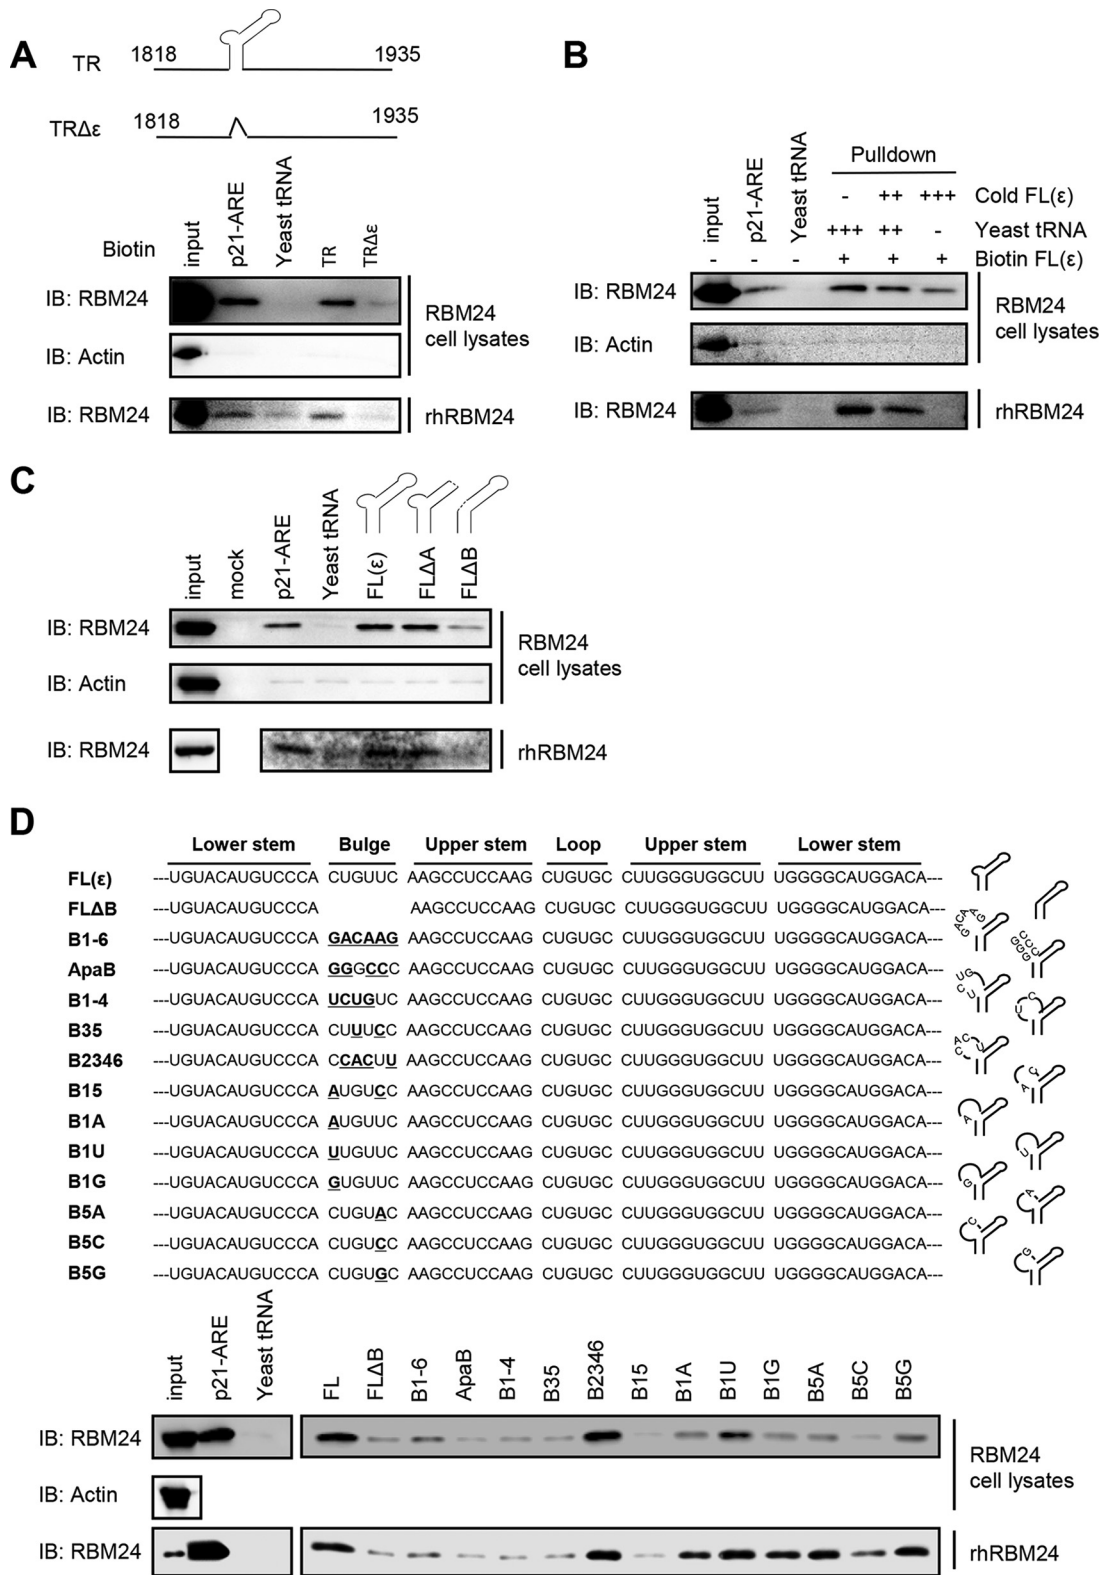 A
TR
1818
1935
TRΔε
1818
1935
Biotin
input
p21-ARE
Yeast tRNA
TR
TRΔε
IB: RBM24
IB: Actin
RBM24
cell lysates
IB: RBM24
rhRBM24
B
input
p21-ARE
Yeast tRNA
Pulldown
- ++ +++ Cold FL(ε)
+++ ++ - Yeast tRNA
- - - + + + Biotin FL(ε)
IB: RBM24
IB: Actin
RBM24
cell lysates
IB: RBM24
rhRBM24
C
input
mock
p21-ARE
Yeast tRNA
FL(ε)
FLΔA
FLΔB
IB: RBM24
IB: Actin
RBM24
cell lysates
IB: RBM24
rhRBM24
D
Lower stem Bulge Upper stem Loop Upper stem Lower stem
FL(ε) ---UGUACAUGUCCCA CUGUUC AAGCCUCCAAG CUGUGC CUUGGGUGGCUU UGGGGCAUGGACA---
FLΔB ---UGUACAUGUCCCA AAGCCUCCAAG CUGUGC CUUGGGUGGCUU UGGGGCAUGGACA---
B1-6 ---UGUACAUGUCCCA GACAAG AAGCCUCCAAG CUGUGC CUUGGGUGGCUU UGGGGCAUGGACA---
GACAAG
ApaB ---UGUACAUGUCCCA GGGCCC AAGCCUCCAAG CUGUGC CUUGGGUGGCUU UGGGGCAUGGACA---
GGGCCC
B1-4 ---UGUACAUGUCCCA UCUGUC AAGCCUCCAAG CUGUGC CUUGGGUGGCUU UGGGGCAUGGACA---
UCUG
B35 ---UGUACAUGUCCCA CUUUCC AAGCCUCCAAG CUGUGC CUUGGGUGGCUU UGGGGCAUGGACA---
U C
B2346 ---UGUACAUGUCCCA CCACUU AAGCCUCCAAG CUGUGC CUUGGGUGGCUU UGGGGCAUGGACA---
CAC U
B15 ---UGUACAUGUCCCA AUGUCC AAGCCUCCAAG CUGUGC CUUGGGUGGCUU UGGGGCAUGGACA---
A C
B1A ---UGUACAUGUCCCA AUGUUC AAGCCUCCAAG CUGUGC CUUGGGUGGCUU UGGGGCAUGGACA---
A
B1U ---UGUACAUGUCCCA UUGUUC AAGCCUCCAAG CUGUGC CUUGGGUGGCUU UGGGGCAUGGACA---
U
B1G ---UGUACAUGUCCCA GUGUUC AAGCCUCCAAG CUGUGC CUUGGGUGGCUU UGGGGCAUGGACA---
G
B5A ---UGUACAUGUCCCA CUGUAC AAGCCUCCAAG CUGUGC CUUGGGUGGCUU UGGGGCAUGGACA---
A
B5C ---UGUACAUGUCCCA CUGUCC AAGCCUCCAAG CUGUGC CUUGGGUGGCUU UGGGGCAUGGACA---
C
B5G ---UGUACAUGUCCCA CUGUGC AAGCCUCCAAG CUGUGC CUUGGGUGGCUU UGGGGCAUGGACA---
G
input
p21-ARE
Yeast tRNA
FL
FLΔB
B1-6
ApaB
B1-4
B35
B2346
B15
B1A
B1U
B1G
B5A
B5C
B5G
IB: RBM24
IB: Actin
RBM24
cell lysates
IB: RBM24
rhRBM24